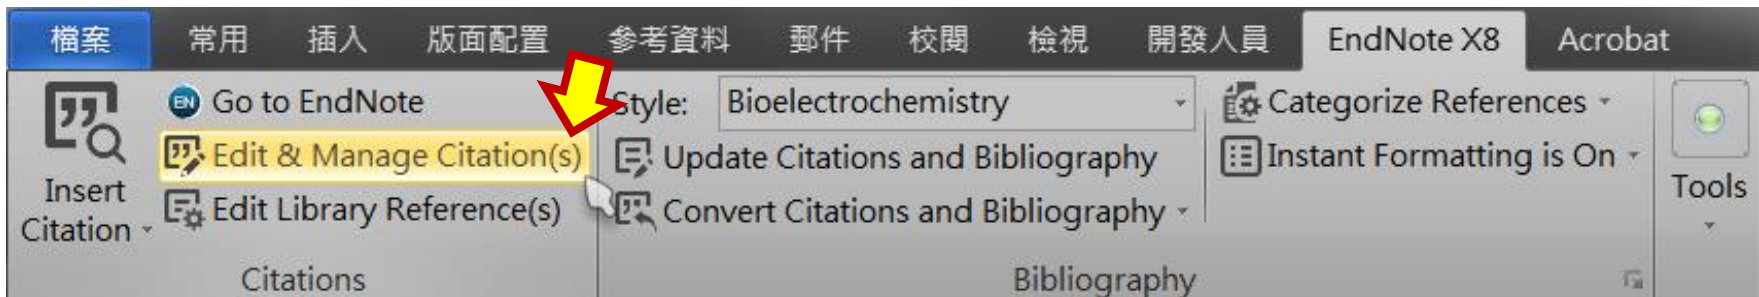 檔案 常用 插入 版面配置 參考資料 郵件 校閱 檢視 開發人員 EndNote X8 Acrobat
Insert Citation
EN Go to EndNote
Edit & Manage Citation(s)
Edit Library Reference(s)
Citations
Style: Bioelectrochemistry
Update Citations and Bibliography
Convert Citations and Bibliography
Categorize References
Instant Formatting is On
Bibliography
Tools